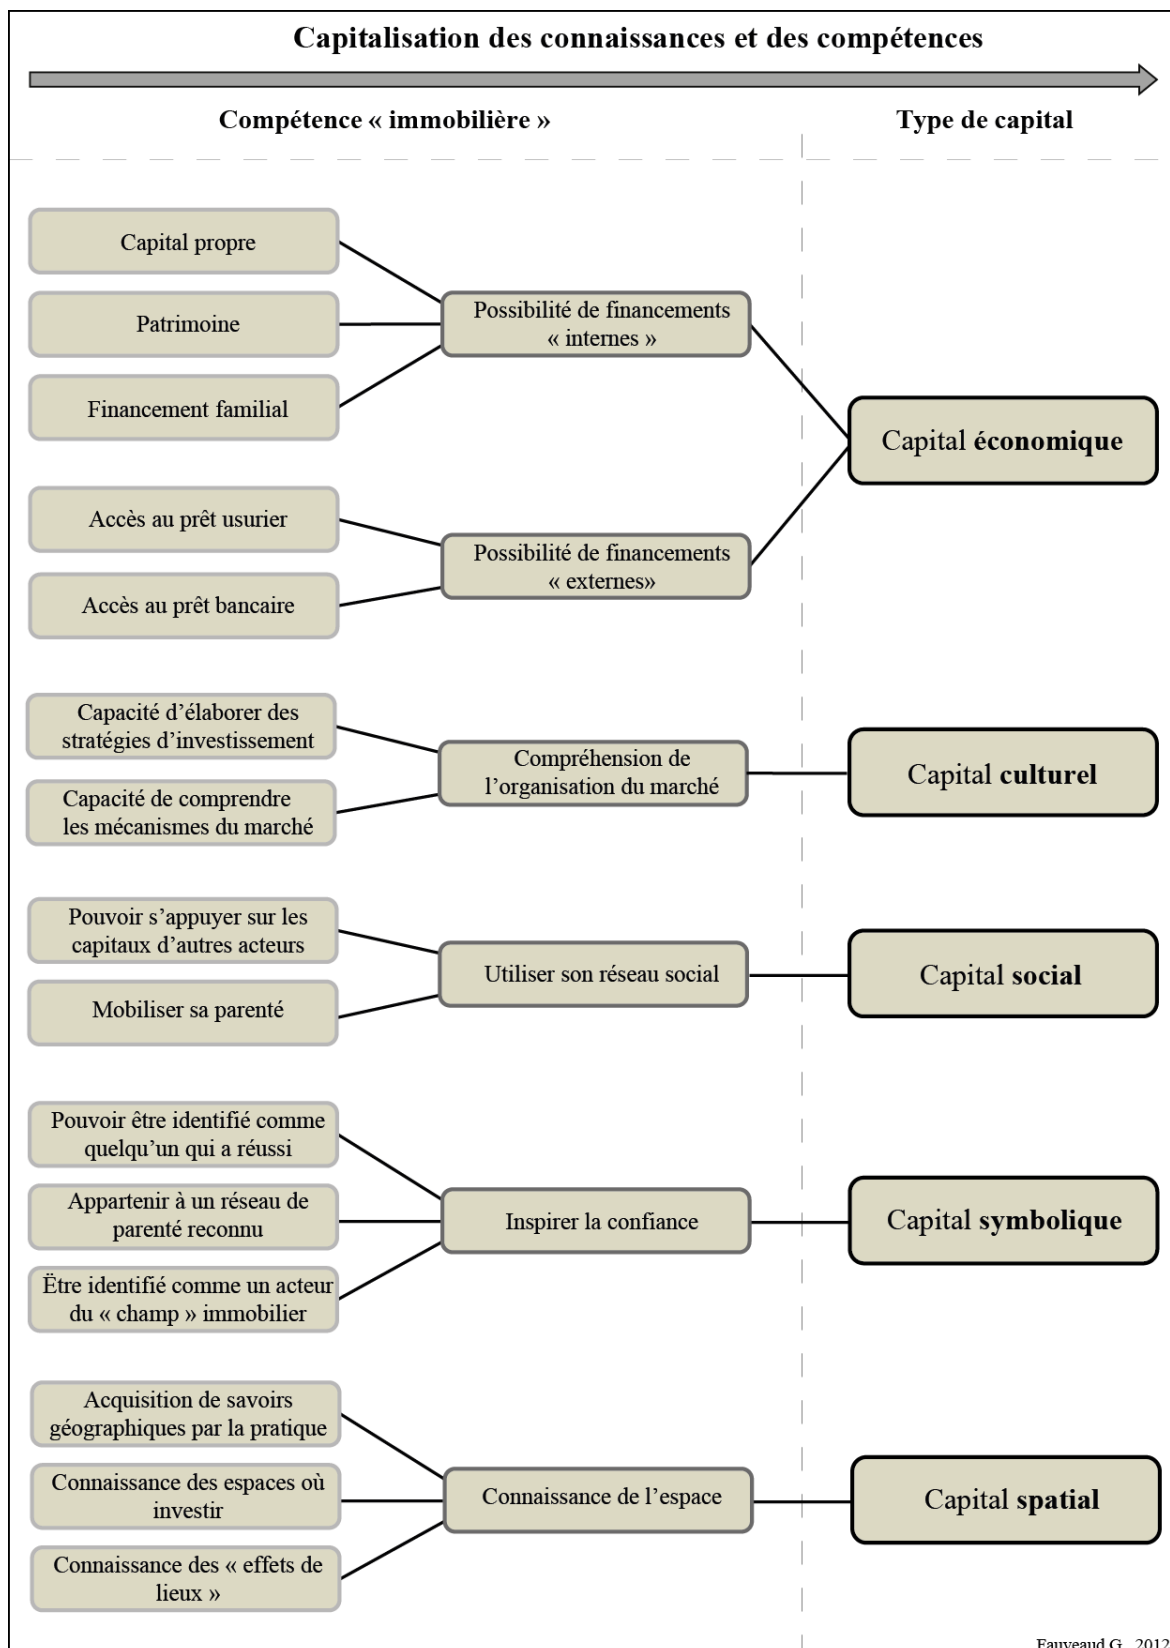 Capitalisation des connaissances et des compétences
Compétence « immobilière »
Type de capital
Capital propre
Patrimoine
Financement familial
Possibilité de financements
« internes »
Capital économique
Accès au prêt usurier
Accès au prêt bancaire
Possibilité de financements
« externes»
Capacité d’élaborer des
stratégies d’investissement
Capacité de comprendre
les mécanismes du marché
Compréhension de
l’organisation du marché
Capital culturel
Pouvoir s’appuyer sur les
capitaux d’autres acteurs
Mobiliser sa parenté
Utiliser son réseau social
Capital social
Pouvoir être identifié comme
quelqu’un qui a réussi
Appartenir à un réseau de
parenté reconnu
Ëtre identifié comme un acteur
du « champ » immobilier
Inspirer la confiance
Capital symbolique
Acquisition de savoirs
géographiques par la pratique
Connaissance des espaces où
investir
Connaissance des « effets de
lieux »
Connaissance de l’espace
Capital spatial
Fauveaud G., 2012